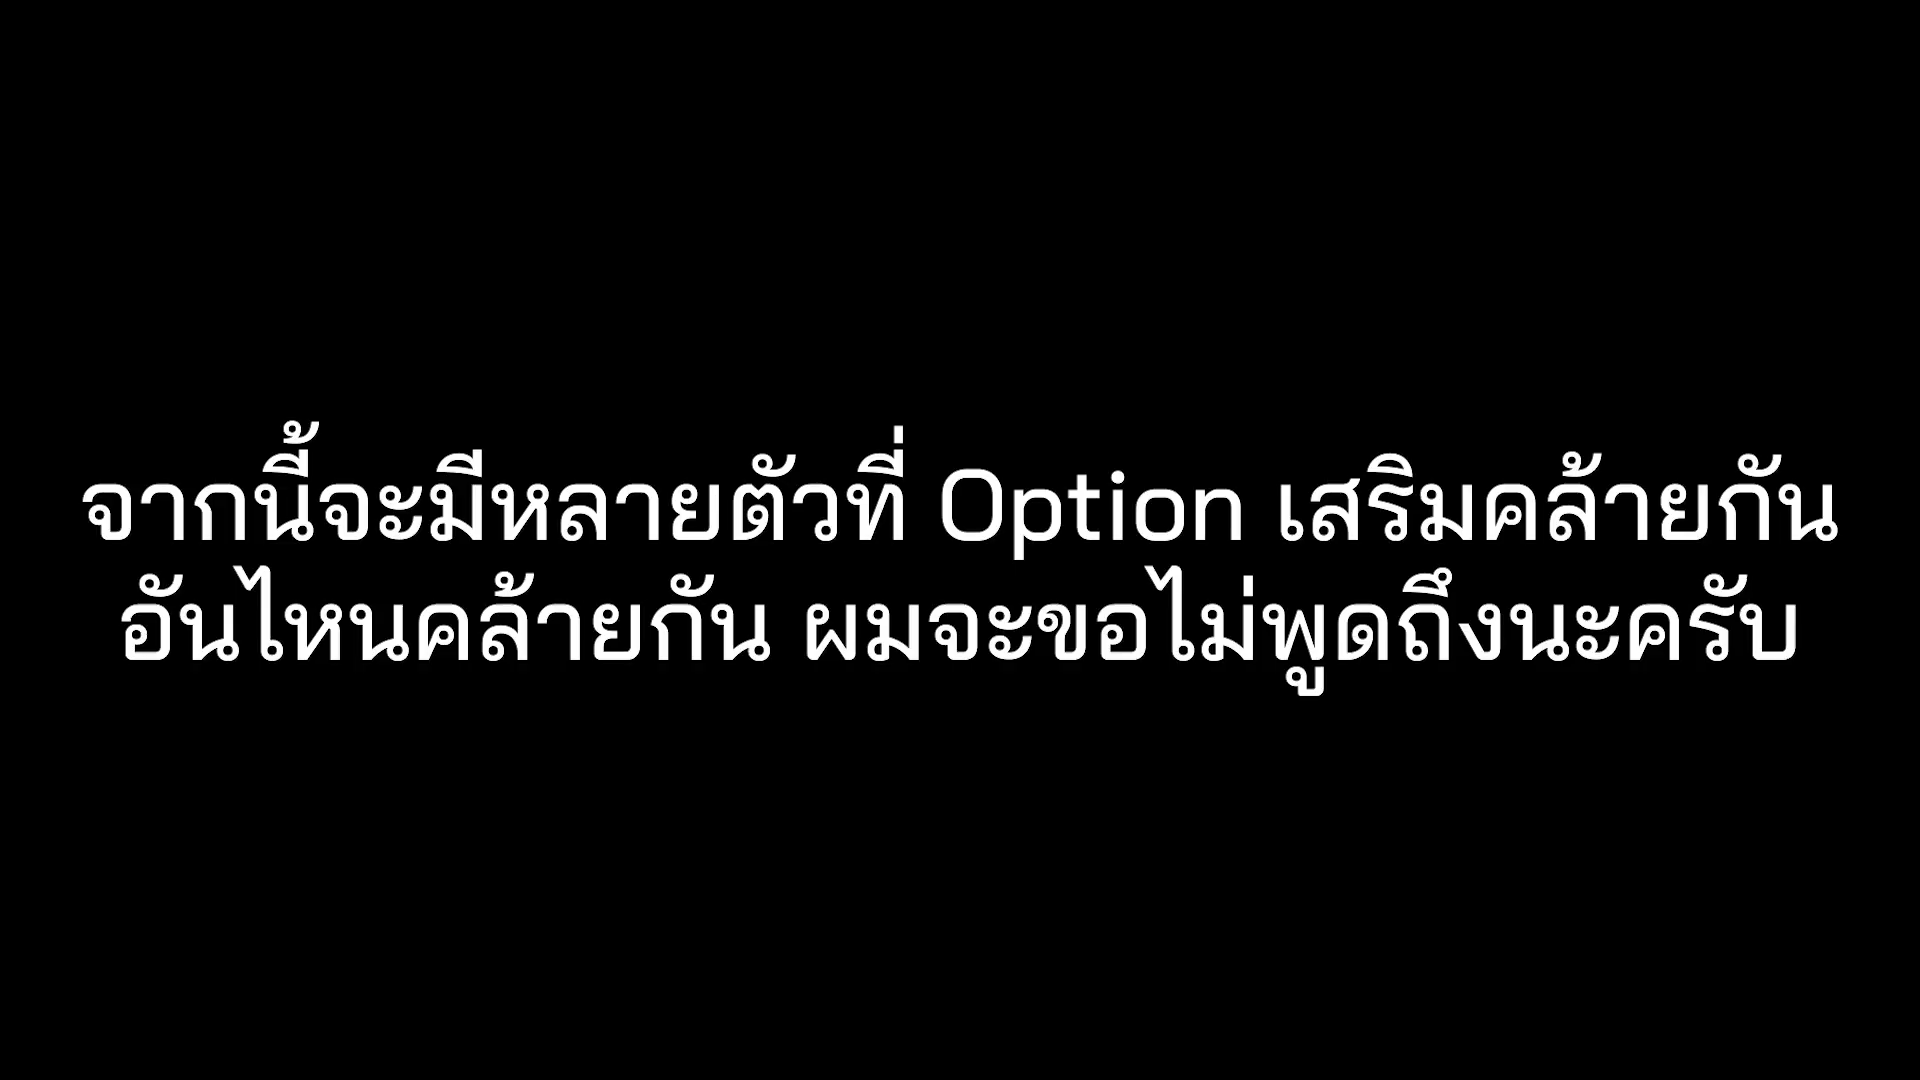 จากนี้จะมีหลายตัวที่ Option เสริมคล้ายกัน
อันไหนคล้ายกัน ผมจะขอไม่พูดถึงนะครับ